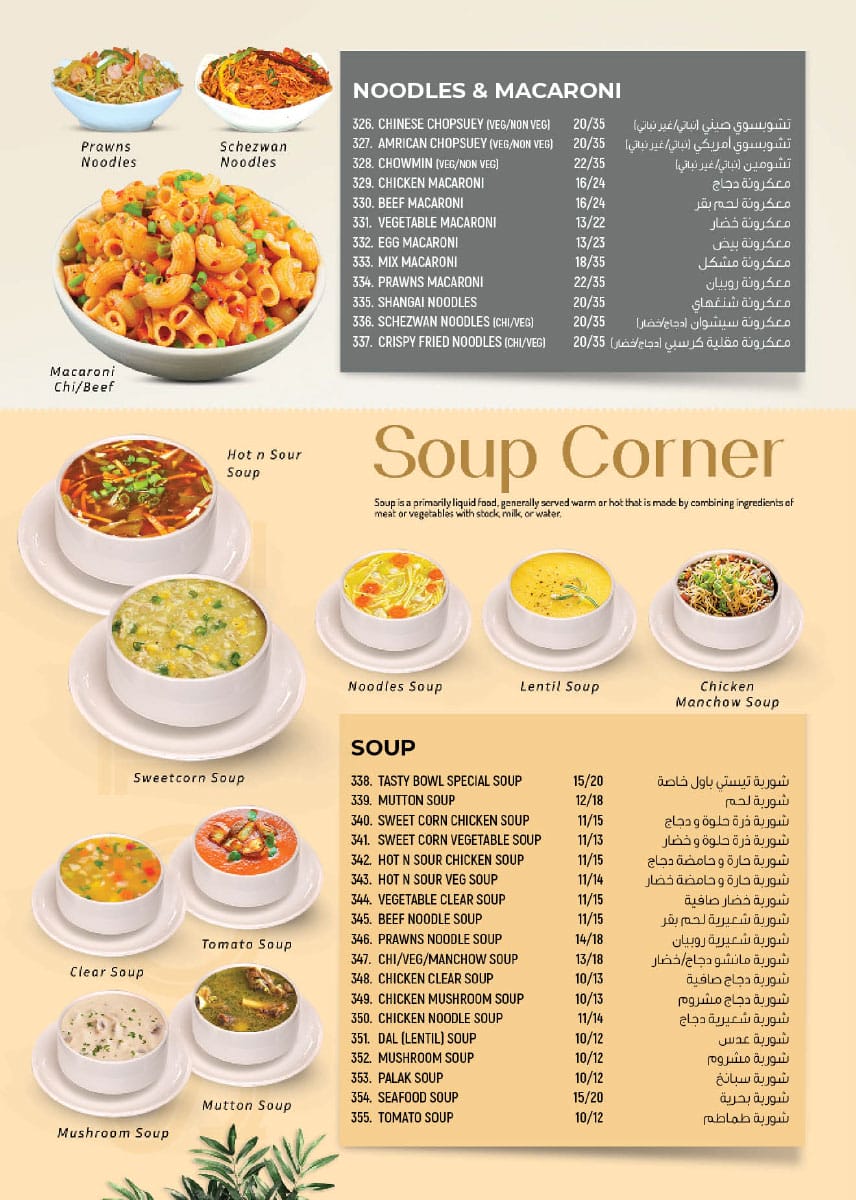 Prawns
Noodles
Schezwan
Noodles
Macaroni
Chi/Beef
NOODLES & MACARONI
326. CHINESE CHOPSUEY (VEG/NON VEG) 20/35 تشوبسوي صيني (نباتي/غير نباتي)
327. AMRICAN CHOPSUEY (VEG/NON VEG) 20/35 تشوبسوي أمريكي (نباتي/غير نباتي)
328. CHOWMIN (VEG/NON VEG) 22/35 تشومين (نباتي/غير نباتي)
329. CHICKEN MACARONI 16/24 معكرونة دجاج
330. BEEF MACARONI 16/24 معكرونة لحم بقر
331. VEGETABLE MACARONI 13/22 معكرونة خضار
332. EGG MACARONI 13/23 معكرونة بيض
333. MIX MACARONI 18/35 معكرونة مشكل
334. PRAWNS MACARONI 22/35 معكرونة روبيان
335. SHANGAI NOODLES 20/35 معكرونة شنغهاي
336. SCHEZWAN NOODLES (CHI/VEG) 20/35 معكرونة سيشوان (دجاج/خضار)
337. CRISPY FRIED NOODLES (CHI/VEG) 20/35 معكرونة مقلية كرسبي (دجاج/خضار)
Hot n Sour
Soup
Soup Corner
Soup is a primarily liquid food, generally served warm or hot that is made by combining ingredients of
meat or vegetables with stock, milk, or water.
Noodles Soup
Lentil Soup
Chicken
Manchow Soup
Sweetcorn Soup
Tomato Soup
Clear Soup
Mutton Soup
Mushroom Soup
SOUP
338. TASTY BOWL SPECIAL SOUP 15/20 شوربة تيستي باول خاصة
339. MUTTON SOUP 12/18 شوربة لحم
340. SWEET CORN CHICKEN SOUP 11/15 شوربة ذرة حلوة و دجاج
341. SWEET CORN VEGETABLE SOUP 11/13 شوربة ذرة حلوة و خضار
342. HOT N SOUR CHICKEN SOUP 11/15 شوربة حارة و حامضة دجاج
343. HOT N SOUR VEG SOUP 11/14 شوربة حارة و حامضة خضار
344. VEGETABLE CLEAR SOUP 11/15 شوربة خضار صافية
345. BEEF NOODLE SOUP 11/15 شوربة شعيرية لحم بقر
346. PRAWNS NOODLE SOUP 14/18 شوربة شعيرية روبيان
347. CHI/VEG/MANCHOW SOUP 13/18 شوربة مانشو دجاج/خضار
348. CHICKEN CLEAR SOUP 10/13 شوربة دجاج صافية
349. CHICKEN MUSHROOM SOUP 10/13 شوربة دجاج مشروم
350. CHICKEN NOODLE SOUP 11/14 شوربة شعيرية دجاج
351. DAL (LENTIL) SOUP 10/12 شوربة عدس
352. MUSHROOM SOUP 10/12 شوربة مشروم
353. PALAK SOUP 10/12 شوربة سبانخ
354. SEAFOOD SOUP 15/20 شوربة بحرية
355. TOMATO SOUP 10/12 شوربة طماطم